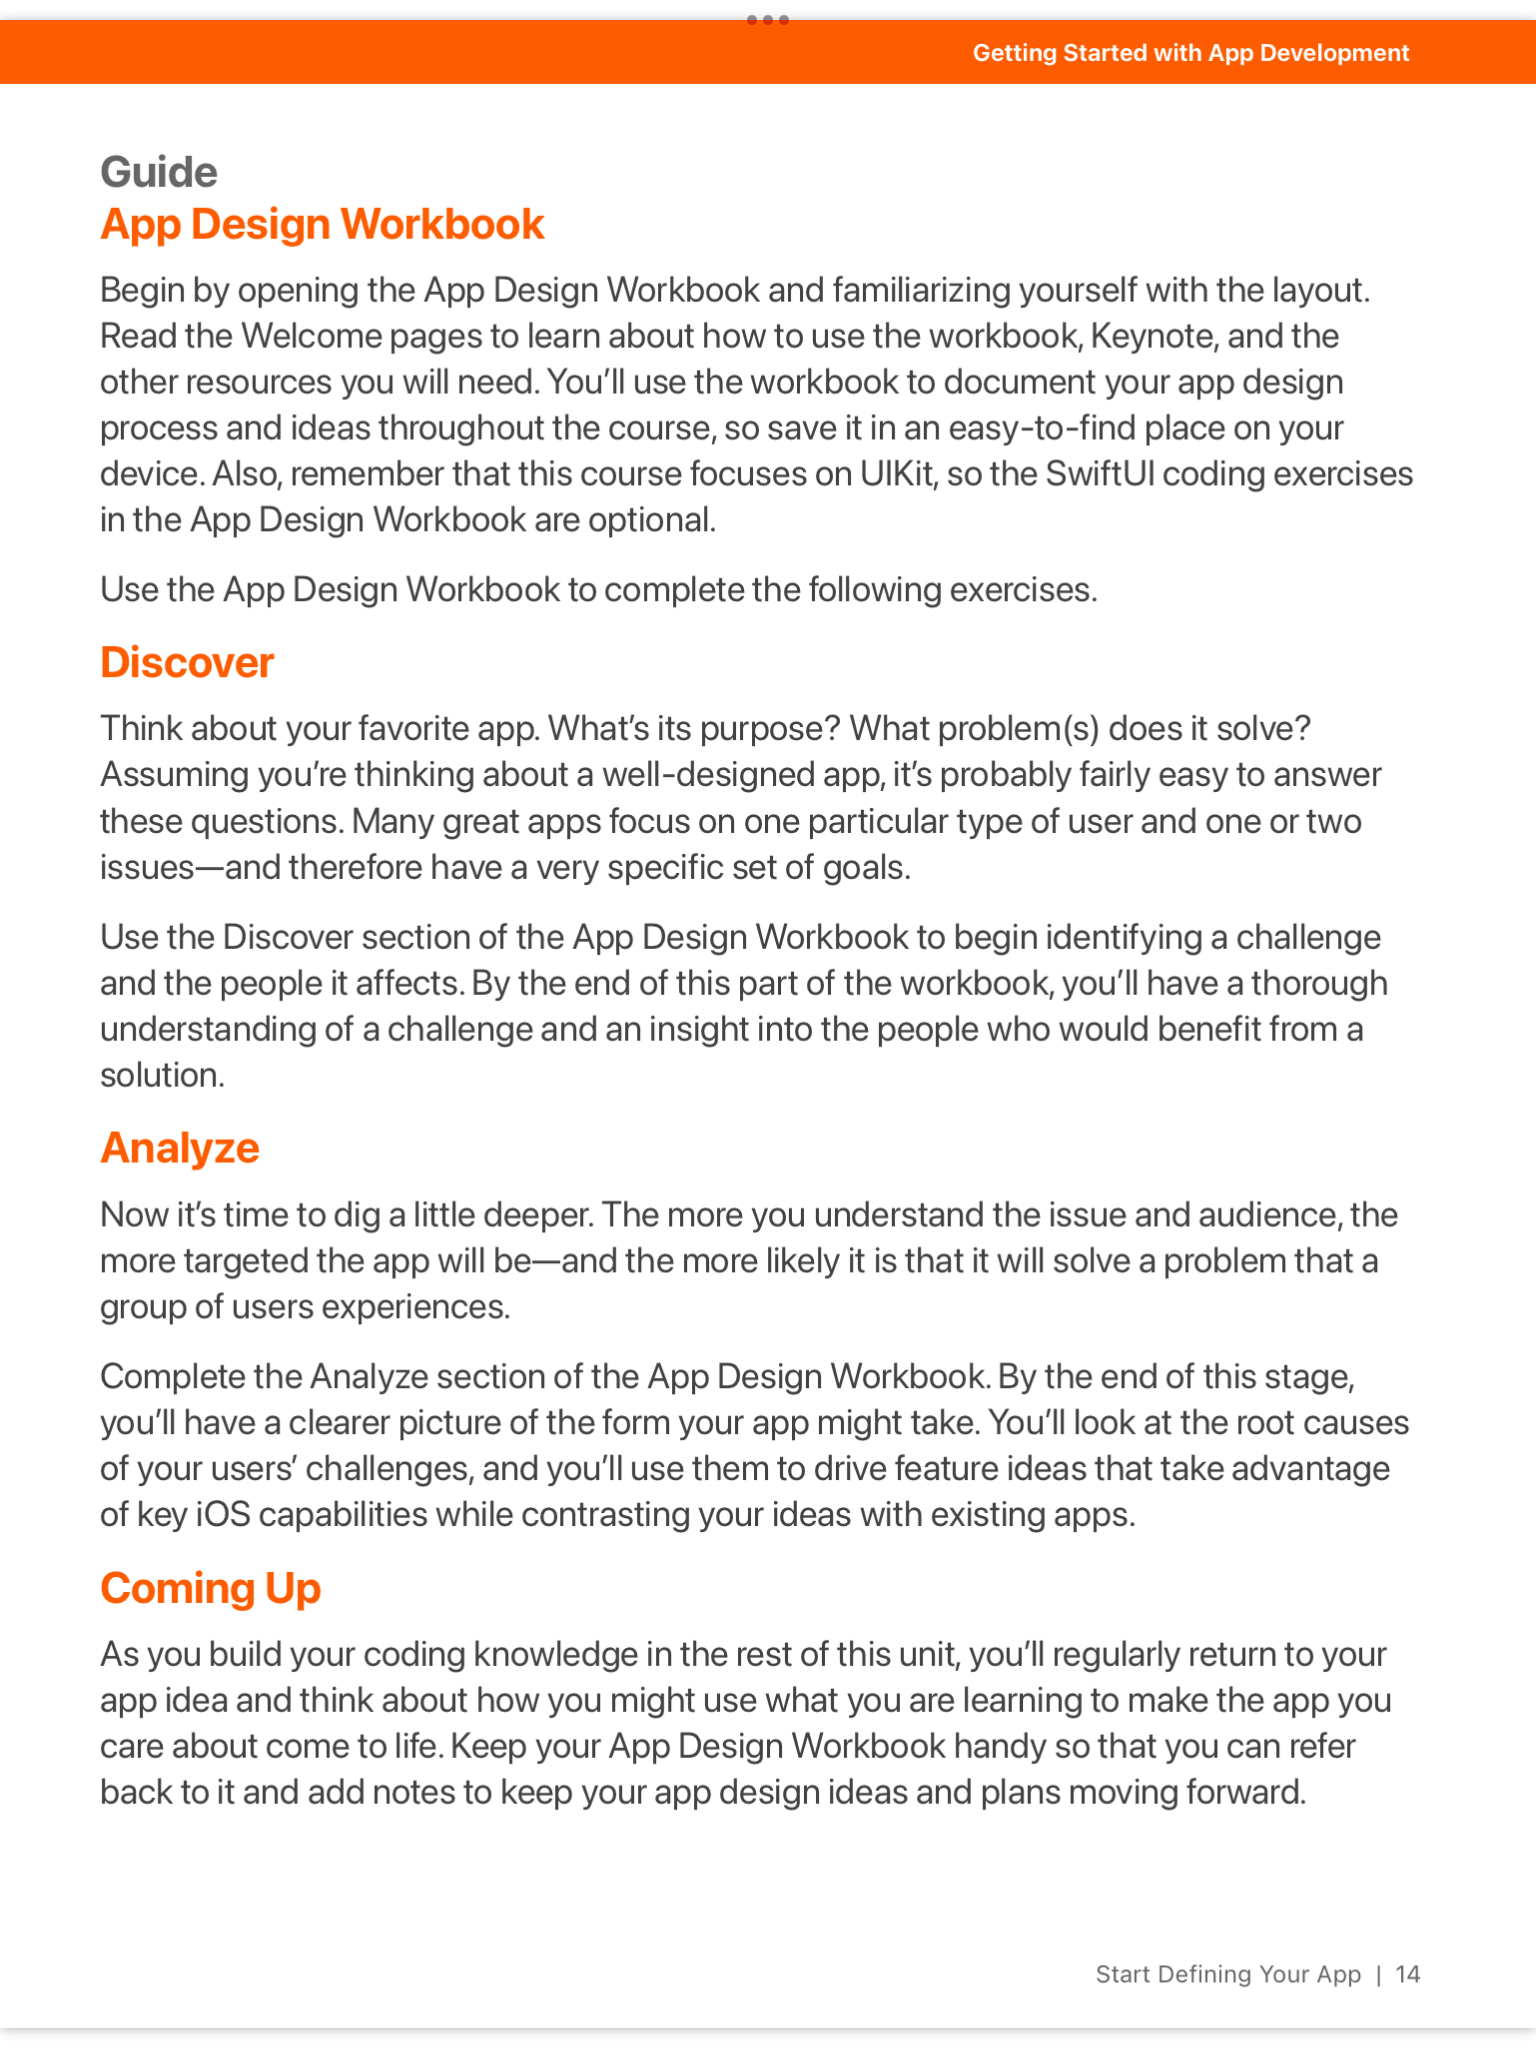 Getting Started with App Development
Guide
App Design Workbook
Begin by opening the App Design Workbook and familiarizing yourself with the layout.
Read the Welcome pages to learn about how to use the workbook, Keynote, and the
other resources you will need. You’ll use the workbook to document your app design
process and ideas throughout the course, so save it in an easy-to-find place on your
device. Also, remember that this course focuses on UIKit, so the SwiftUI coding exercises
in the App Design Workbook are optional.
Use the App Design Workbook to complete the following exercises.
Discover
Think about your favorite app. What’s its purpose? What problem(s) does it solve?
Assuming you’re thinking about a well-designed app, it’s probably fairly easy to answer
these questions. Many great apps focus on one particular type of user and one or two
issues—and therefore have a very specific set of goals.
Use the Discover section of the App Design Workbook to begin identifying a challenge
and the people it affects. By the end of this part of the workbook, you’ll have a thorough
understanding of a challenge and an insight into the people who would benefit from a
solution.
Analyze
Now it’s time to dig a little deeper. The more you understand the issue and audience, the
more targeted the app will be—and the more likely it is that it will solve a problem that a
group of users experiences.
Complete the Analyze section of the App Design Workbook. By the end of this stage,
you’ll have a clearer picture of the form your app might take. You’ll look at the root causes
of your users’ challenges, and you’ll use them to drive feature ideas that take advantage
of key iOS capabilities while contrasting your ideas with existing apps.
Coming Up
As you build your coding knowledge in the rest of this unit, you’ll regularly return to your
app idea and think about how you might use what you are learning to make the app you
care about come to life. Keep your App Design Workbook handy so that you can refer
back to it and add notes to keep your app design ideas and plans moving forward.
Start Defining Your App | 14